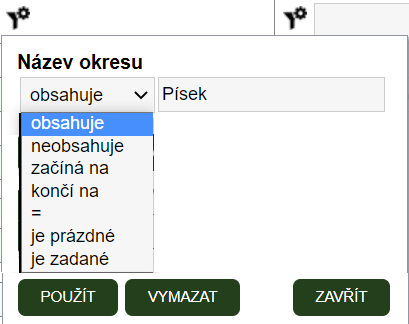 Název okresu
obsahuje Písek
obsahuje
neobsahuje
začíná na
končí na
=
je prázdné
je zadané
POUŽÍT VYMAZAT ZAVŘÍT